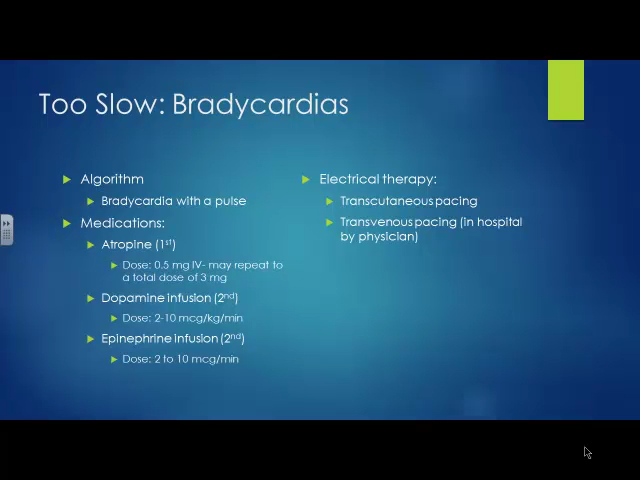 Too Slow: Bradycardias
Algorithm
Bradycardia with a pulse
Medications:
Atropine (1st)
Dose: 0.5 mg IV- may repeat to
a total dose of 3 mg
Dopamine infusion (2nd)
Dose: 2-10 mcg/kg/min
Epinephrine infusion (2nd)
Dose: 2 to 10 mcg/min
Electrical therapy:
Transcutaneous pacing
Transvenous pacing (in hospital
by physician)